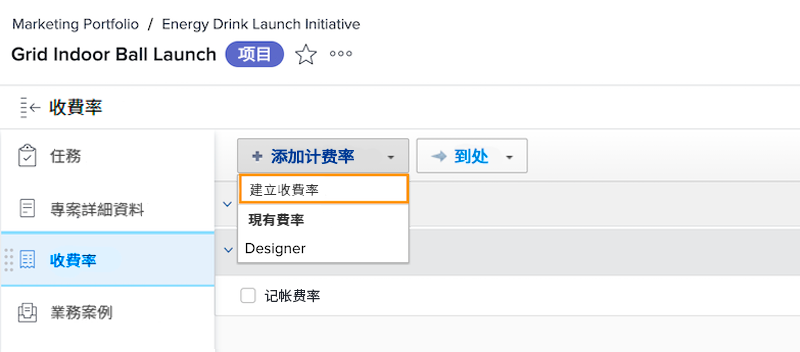 Marketing Portfolio / Energy Drink Launch Initiative
Grid Indoor Ball Launch 项目
收費率
任務
添加计费率 到处
建立收費率
專案詳細資料
現有費率
Designer
收費率
记帐费率
業務案例